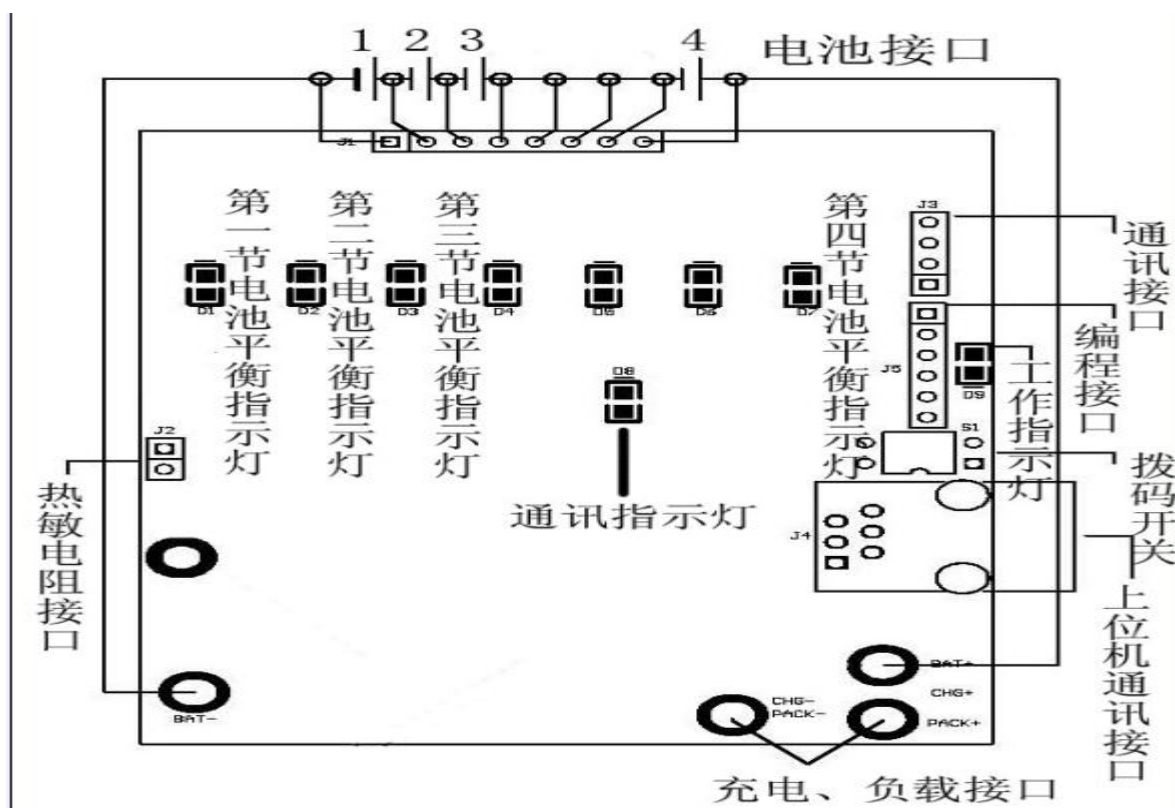 1 2 3 4
电池接口
J1
第一节电池平衡指示灯
第二节电池平衡指示灯
第三节电池平衡指示灯
第四节电池平衡指示灯
J3
通讯接口
D1
D2
D3
D4
D5
D6
D7
编程接口
J5
D8
D9
工作指示灯
J2
S1
拨码开关
热敏电阻接口
通讯指示灯
J4
上位机通讯接口
BAT+
BAT-
CHG-
PACK-
CHG+
PACK+
充电、负载接口